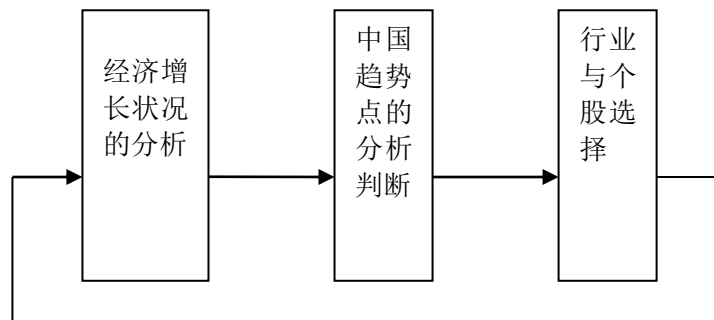 经济增
长状况
的分析
中国
趋势
点的
分析
判断
行业
与个
股选
择